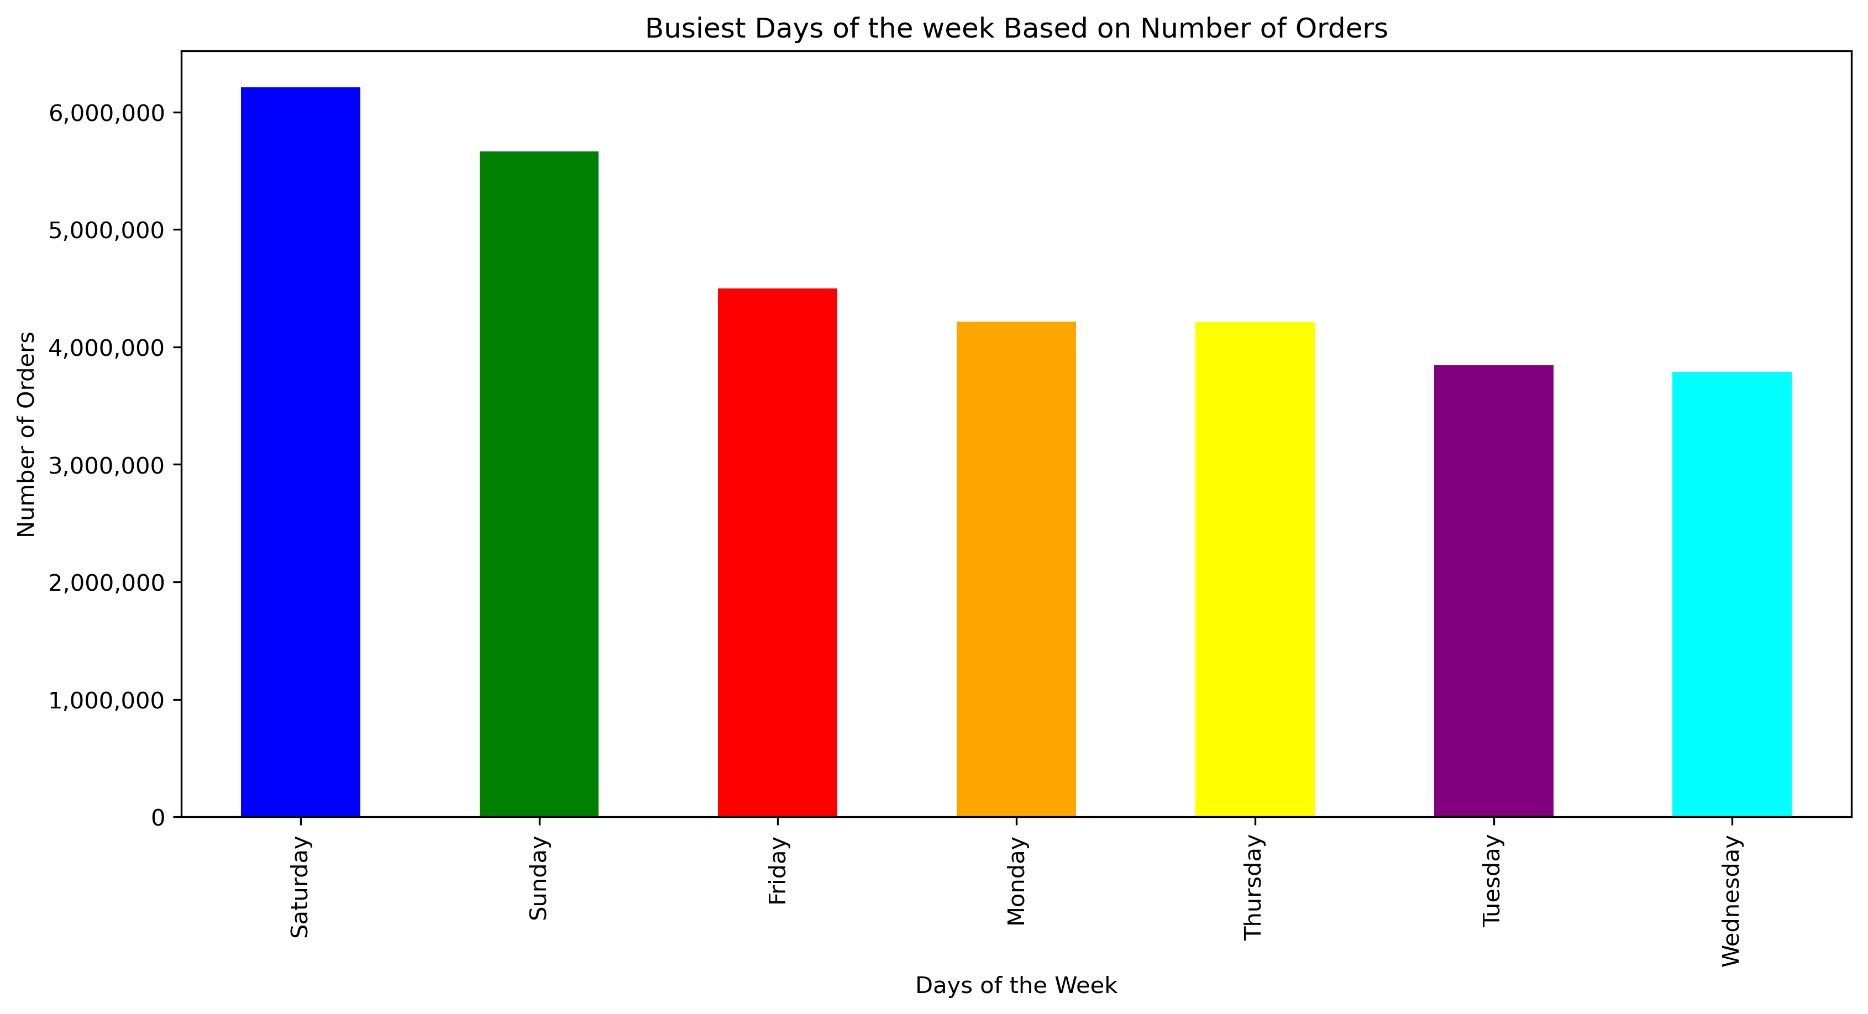 Busiest Days of the week Based on Number of Orders
Number of Orders
6,000,000
5,000,000
4,000,000
3,000,000
2,000,000
1,000,000
0
Saturday
Sunday
Friday
Monday
Thursday
Tuesday
Wednesday
Days of the Week